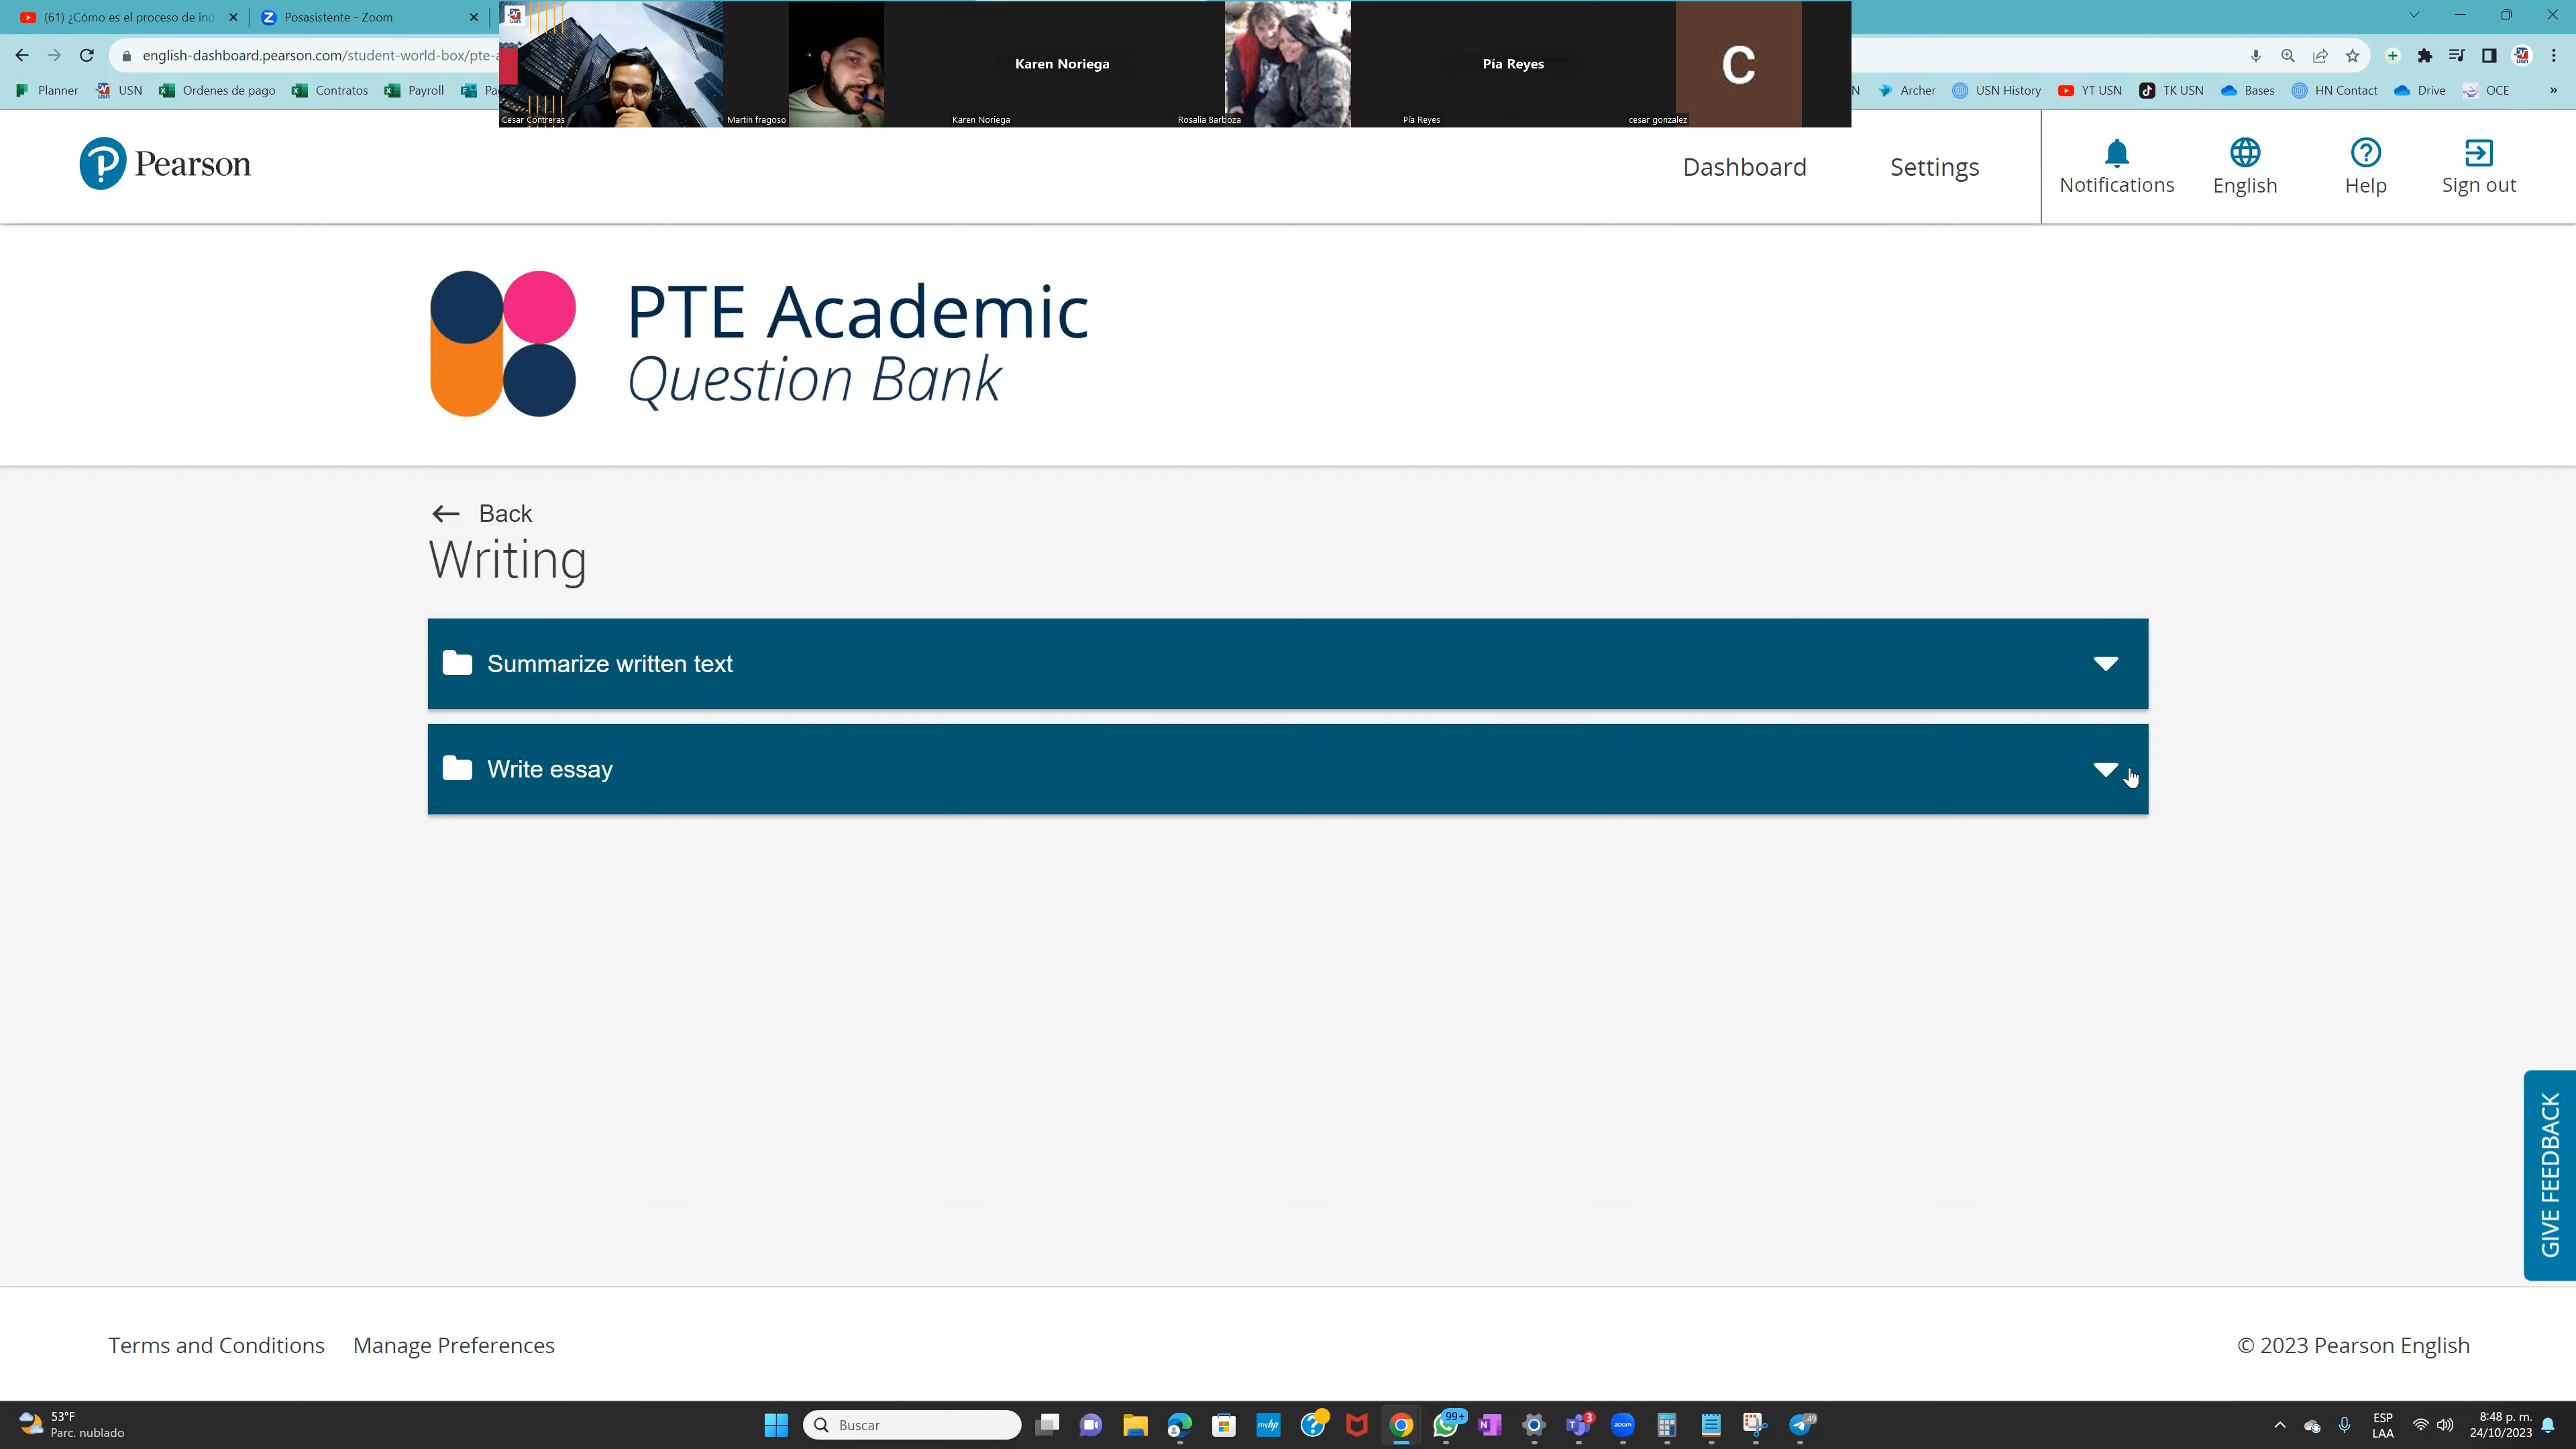 (61) ¿Cómo es el proceso de ind
Posasistente - Zoom
english-dashboard.pearson.com/student-world-box/pte-a
Planner
USN
Ordenes de pago
Contratos
Payroll
Archer
USN History
YT USN
TK USN
Bases
HN Contact
Drive
OCE
»
Karen Noriega
Pía Reyes
C
Cesar Contreras
Martin fragoso
Karen Noriega
Rosalia Barboza
Pía Reyes
cesar gonzalez
Pearson
Dashboard
Settings
Notifications
English
Help
Sign out
PTE Academic
Question Bank
Back
Writing
Summarize written text
Write essay
GIVE FEEDBACK
Terms and Conditions
Manage Preferences
© 2023 Pearson English
53°F
Parc. nublado
Buscar
99+
3
zoom
49
ESP
LAA
8:48 p. m.
24/10/2023